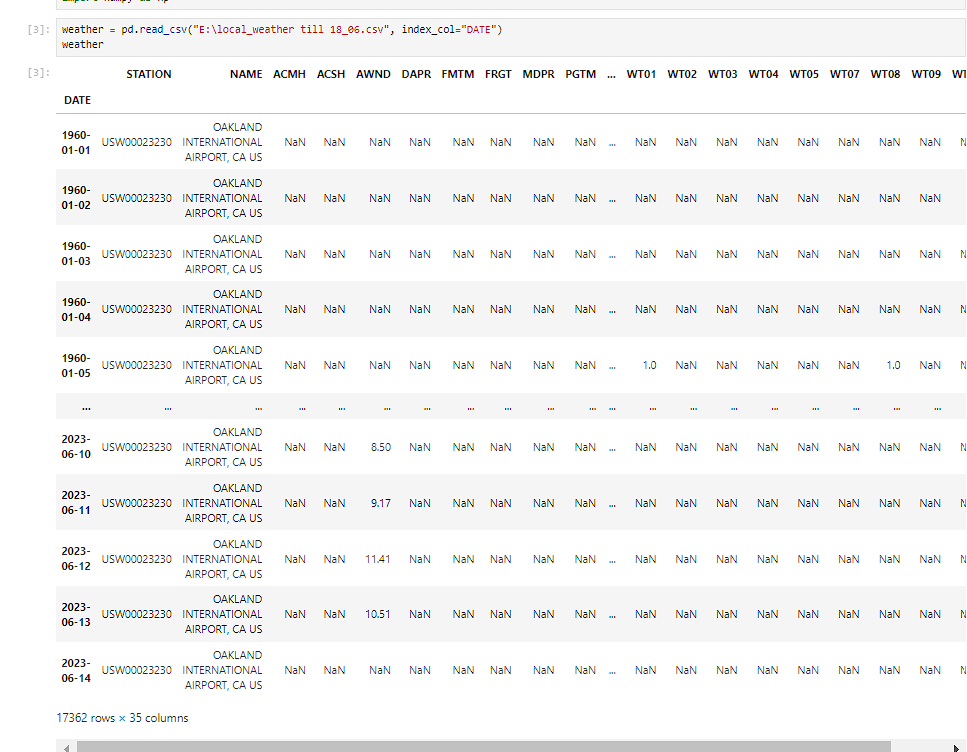 [3]: weather = pd.read_csv("E:\local_weather till 18_06.csv", index_col="DATE")
weather
[3]: STATION NAME ACMH ACSH AWND DAPR FMTM FRGT MDPR PGTM ... WT01 WT02 WT03 WT04 WT05 WT07 WT08 WT09
DATE
1960-01-01 USW00023230 OAKLAND INTERNATIONAL AIRPORT, CA US NaN NaN NaN NaN NaN NaN NaN NaN ... NaN NaN NaN NaN NaN NaN NaN NaN
1960-01-02 USW00023230 OAKLAND INTERNATIONAL AIRPORT, CA US NaN NaN NaN NaN NaN NaN NaN NaN ... NaN NaN NaN NaN NaN NaN NaN NaN
1960-01-03 USW00023230 OAKLAND INTERNATIONAL AIRPORT, CA US NaN NaN NaN NaN NaN NaN NaN NaN ... NaN NaN NaN NaN NaN NaN NaN NaN
1960-01-04 USW00023230 OAKLAND INTERNATIONAL AIRPORT, CA US NaN NaN NaN NaN NaN NaN NaN NaN ... NaN NaN NaN NaN NaN NaN NaN NaN
1960-01-05 USW00023230 OAKLAND INTERNATIONAL AIRPORT, CA US NaN NaN NaN NaN NaN NaN NaN NaN ... 1.0 NaN NaN NaN NaN NaN 1.0 NaN
... ... ... ... ... ... ... ... ... ... ... ... ... ... ... ... ... ... ... ...
2023-06-10 USW00023230 OAKLAND INTERNATIONAL AIRPORT, CA US NaN NaN 8.50 NaN NaN NaN NaN NaN ... NaN NaN NaN NaN NaN NaN NaN NaN
2023-06-11 USW00023230 OAKLAND INTERNATIONAL AIRPORT, CA US NaN NaN 9.17 NaN NaN NaN NaN NaN ... NaN NaN NaN NaN NaN NaN NaN NaN
2023-06-12 USW00023230 OAKLAND INTERNATIONAL AIRPORT, CA US NaN NaN 11.41 NaN NaN NaN NaN NaN ... NaN NaN NaN NaN NaN NaN NaN NaN
2023-06-13 USW00023230 OAKLAND INTERNATIONAL AIRPORT, CA US NaN NaN 10.51 NaN NaN NaN NaN NaN ... NaN NaN NaN NaN NaN NaN NaN NaN
2023-06-14 USW00023230 OAKLAND INTERNATIONAL AIRPORT, CA US NaN NaN NaN NaN NaN NaN NaN NaN ... NaN NaN NaN NaN NaN NaN NaN NaN
17362 rows × 35 columns